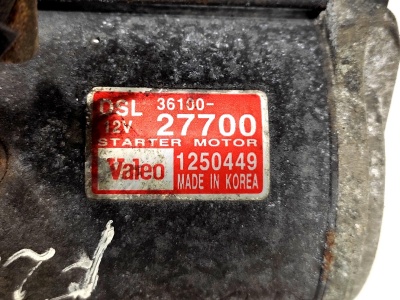 DSL 36100-
12V 27700
STARTER MOTOR
Valeo 1250449
MADE IN KOREA